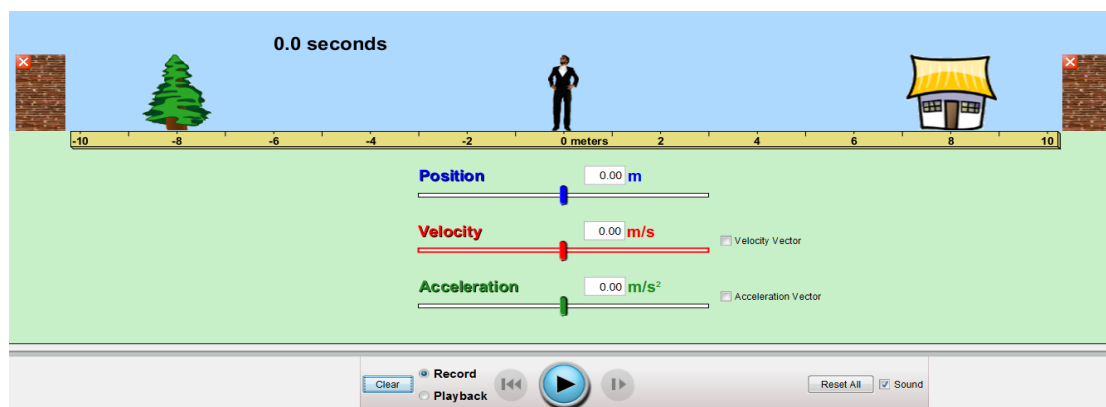 0.0 seconds
-10 -8 -6 -4 -2 0 meters 2 4 6 8 10
Position 0.00 m
Velocity 0.00 m/s
Velocity Vector
Acceleration 0.00 m/s²
Acceleration Vector
Clear
Record
Playback
Reset All
Sound